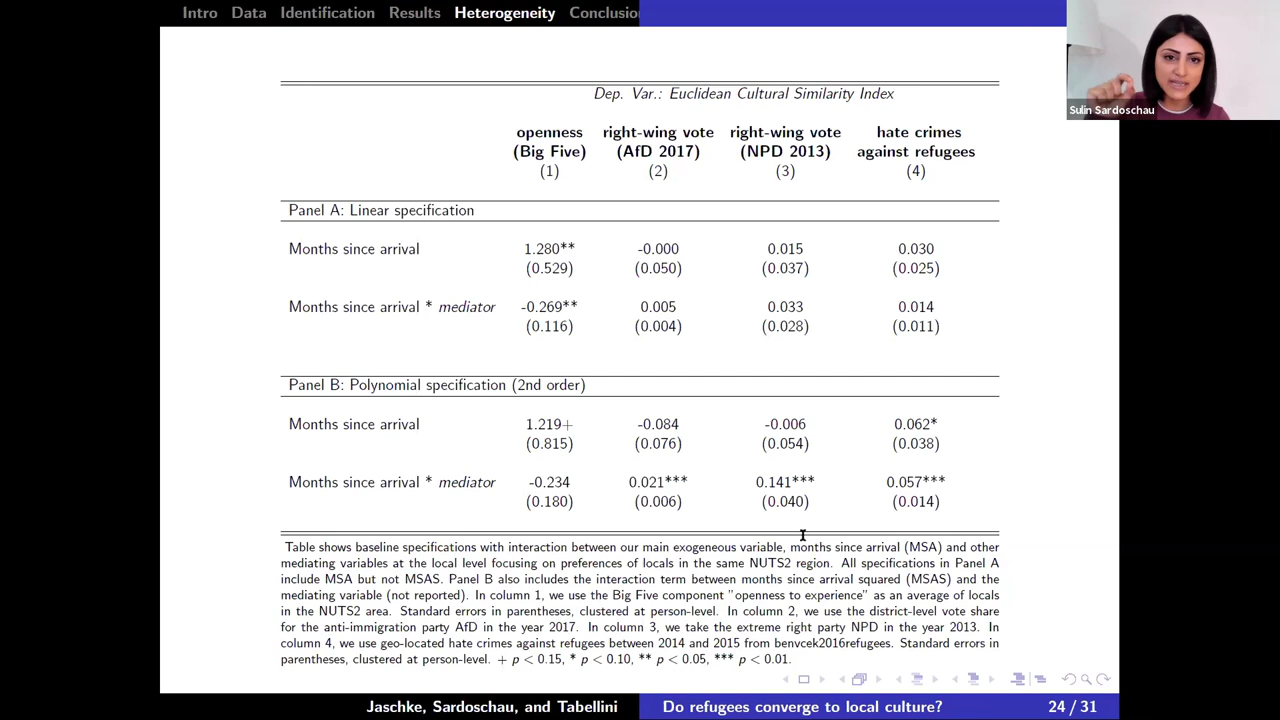 Intro Data Identification Results Heterogeneity Conclusio
Sulin Sardoschau
Dep. Var.: Euclidean Cultural Similarity Index
openness right-wing vote right-wing vote hate crimes
(Big Five) (AfD 2017) (NPD 2013) against refugees
(1) (2) (3) (4)
Panel A: Linear specification
Months since arrival 1.280** -0.000 0.015 0.030
(0.529) (0.050) (0.037) (0.025)
Months since arrival * mediator -0.269** 0.005 0.033 0.014
(0.116) (0.004) (0.028) (0.011)
Panel B: Polynomial specification (2nd order)
Months since arrival 1.219+ -0.084 -0.006 0.062*
(0.815) (0.076) (0.054) (0.038)
Months since arrival * mediator -0.234 0.021*** 0.141*** 0.057***
(0.180) (0.006) (0.040) (0.014)
Table shows baseline specifications with interaction between our main exogeneous variable, months since arrival (MSA) and other
mediating variables at the local level focusing on preferences of locals in the same NUTS2 region. All specifications in Panel A
include MSA but not MSAS. Panel B also includes the interaction term between months since arrival squared (MSAS) and the
mediating variable (not reported). In column 1, we use the Big Five component "openness to experience" as an average of locals
in the NUTS2 area. Standard errors in parentheses, clustered at person-level. In column 2, we use the district-level vote share
for the anti-immigration party AfD in the year 2017. In column 3, we take the extreme right party NPD in the year 2013. In
column 4, we use geo-located hate crimes against refugees between 2014 and 2015 from benvcek2016refugees. Standard errors in
parentheses, clustered at person-level. + p < 0.15, * p < 0.10, ** p < 0.05, *** p < 0.01.
Jaschke, Sardoschau, and Tabellini Do refugees converge to local culture? 24 / 31